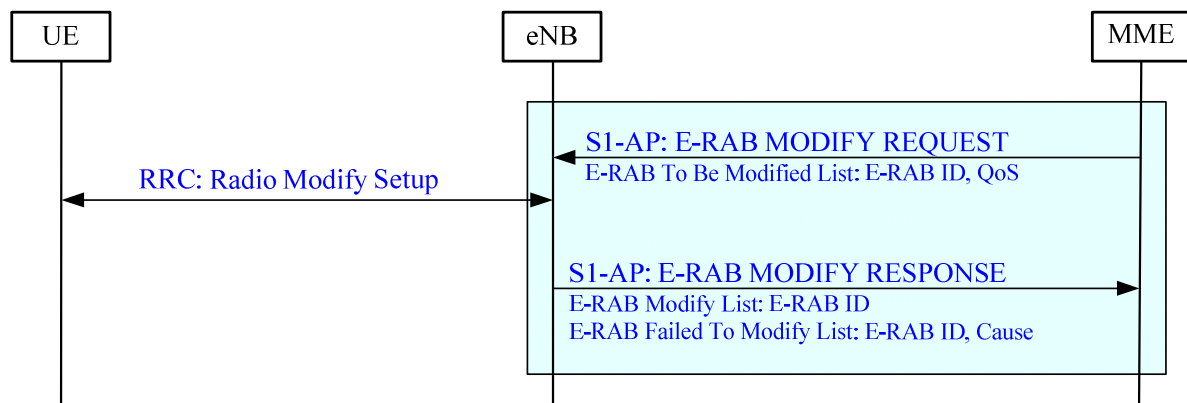 UE
eNB
MME
S1-AP: E-RAB MODIFY REQUEST
E-RAB To Be Modified List: E-RAB ID, QoS
RRC: Radio Modify Setup
S1-AP: E-RAB MODIFY RESPONSE
E-RAB Modify List: E-RAB ID
E-RAB Failed To Modify List: E-RAB ID, Cause